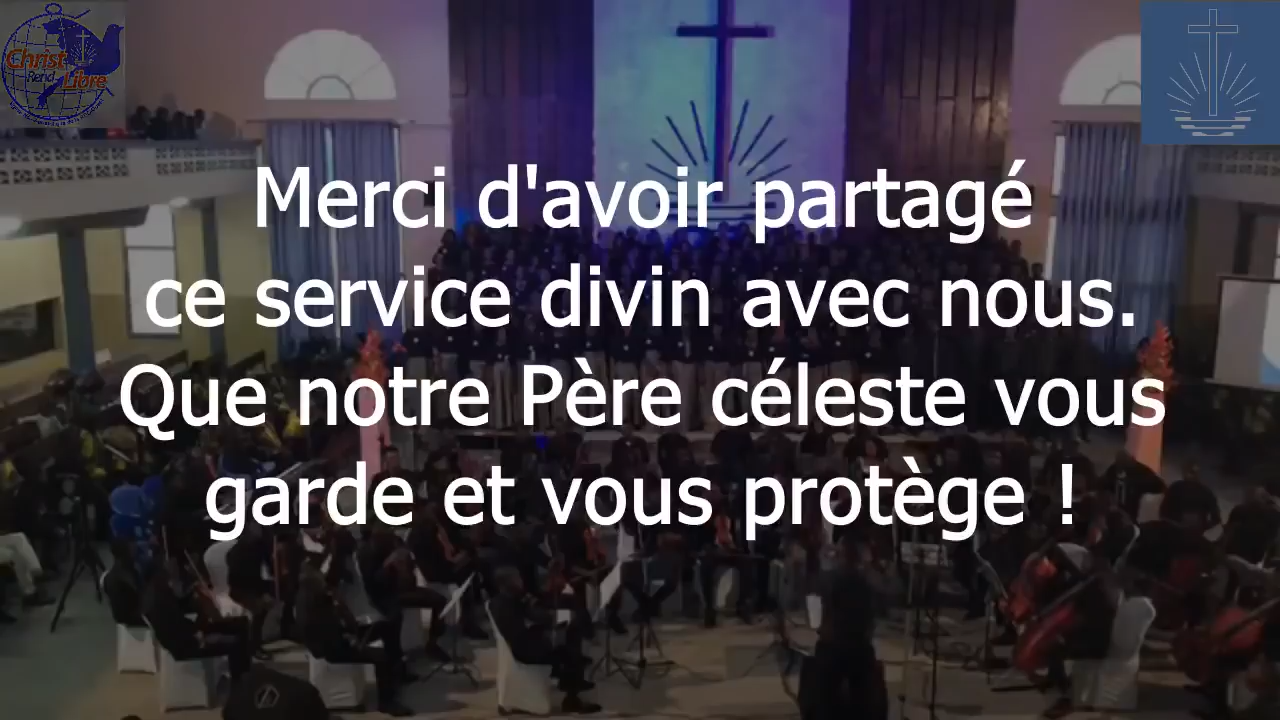 Christ
Rend
Libre
Merci d'avoir partagé
ce service divin avec nous.
Que notre Père céleste vous
garde et vous protège !